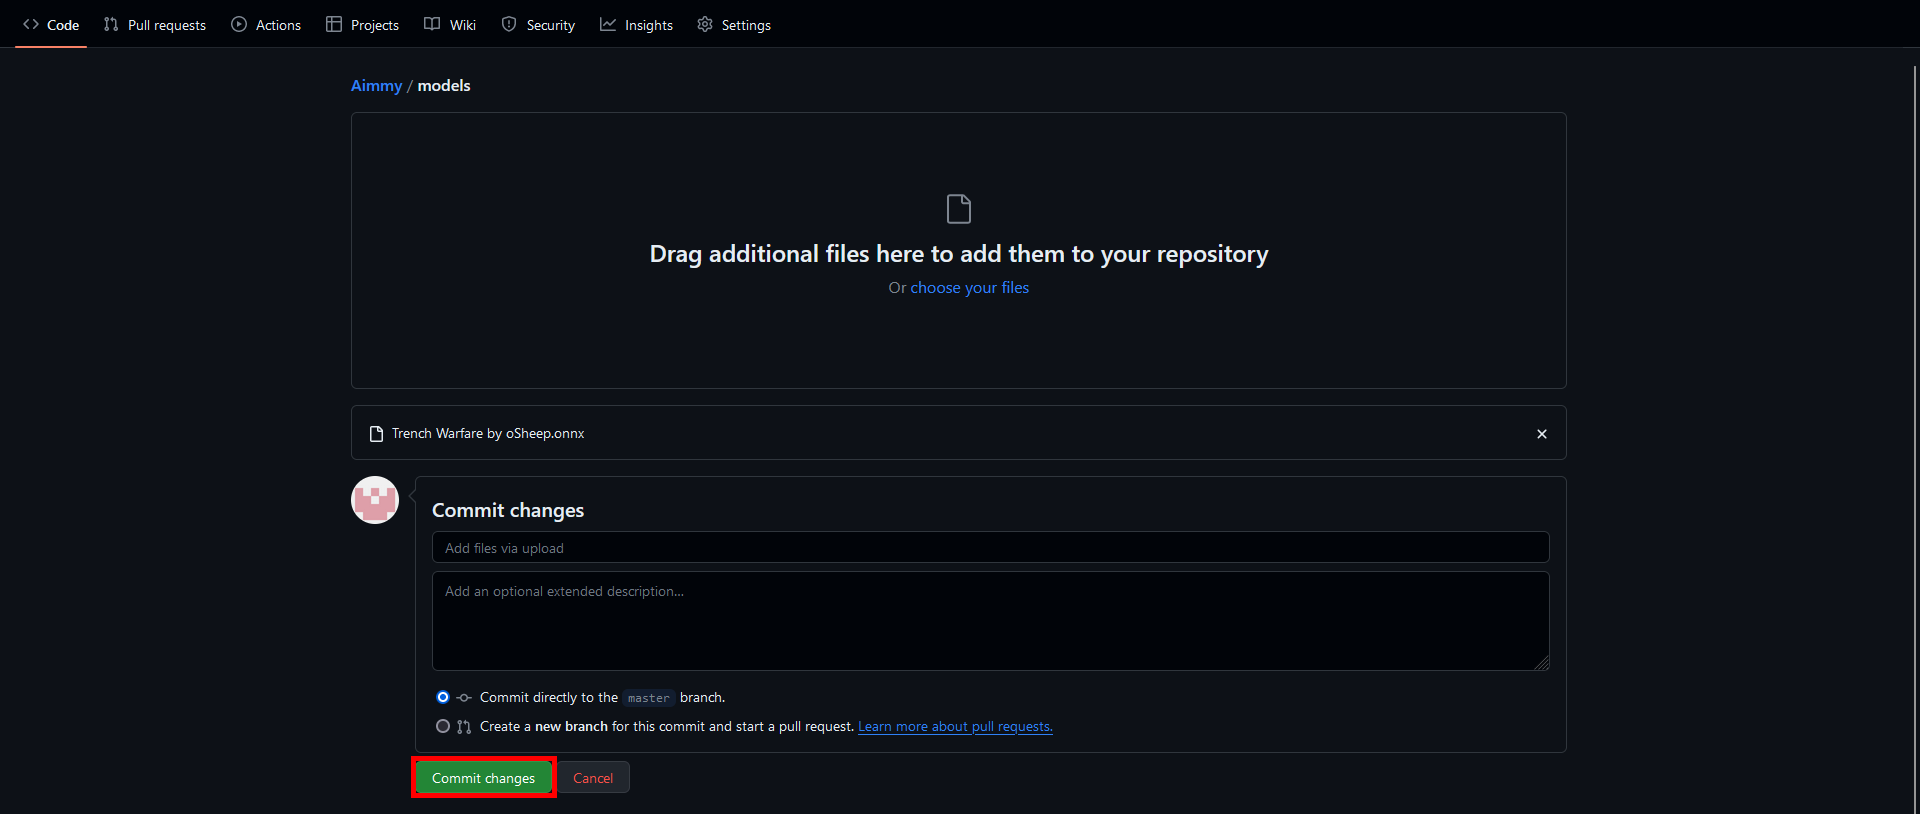 Code Pull requests Actions Projects Wiki Security Insights Settings
Aimmy / models
Drag additional files here to add them to your repository
Or choose your files
Trench Warfare by oSheep.onnx
Commit changes
Add files via upload
Add an optional extended description...
Commit directly to the master branch.
Create a new branch for this commit and start a pull request. Learn more about pull requests.
Commit changes Cancel